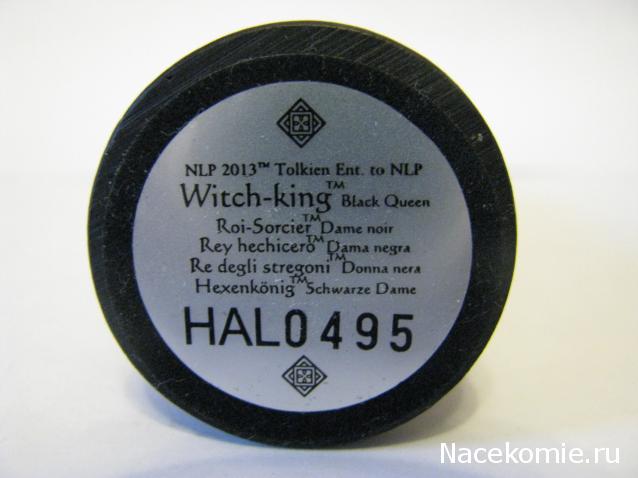 NLP 2013™ Tolkien Ent. to NLP
Witch-king™ Black Queen
Roi-Sorcier™ Dame noir
Rey hechicero™ Dama negra
Re degli stregoni™ Donna nera
Hexenkönig™ Schwarze Dame
HAL0495
Nacekomie.ru